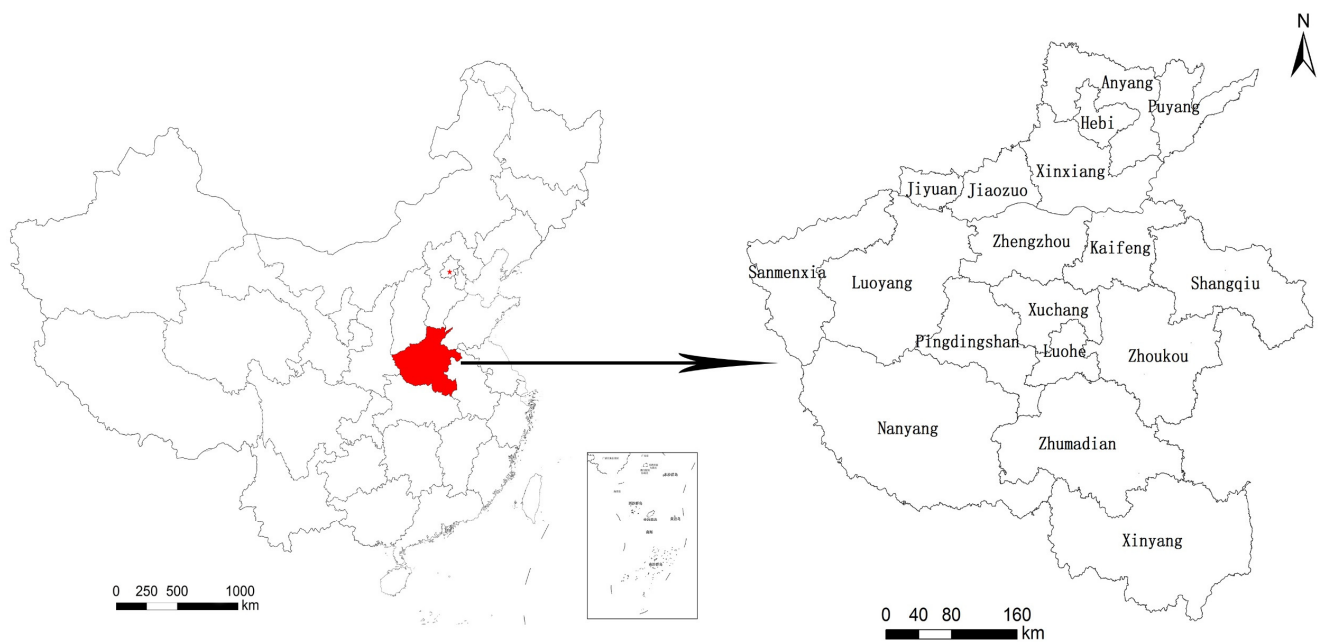 N
Anyang
Puyang
Hebi
Xinxiang
Jiyuan
Jiaozuo
Zhengzhou
Kaifeng
Sanmenxia
Luoyang
Shangqiu
Xuchang
Pingdingshan
Luohe
Zhoukou
Nanyang
Zhumadian
Xinyang
0 250 500 1000
km
0 40 80 160
km